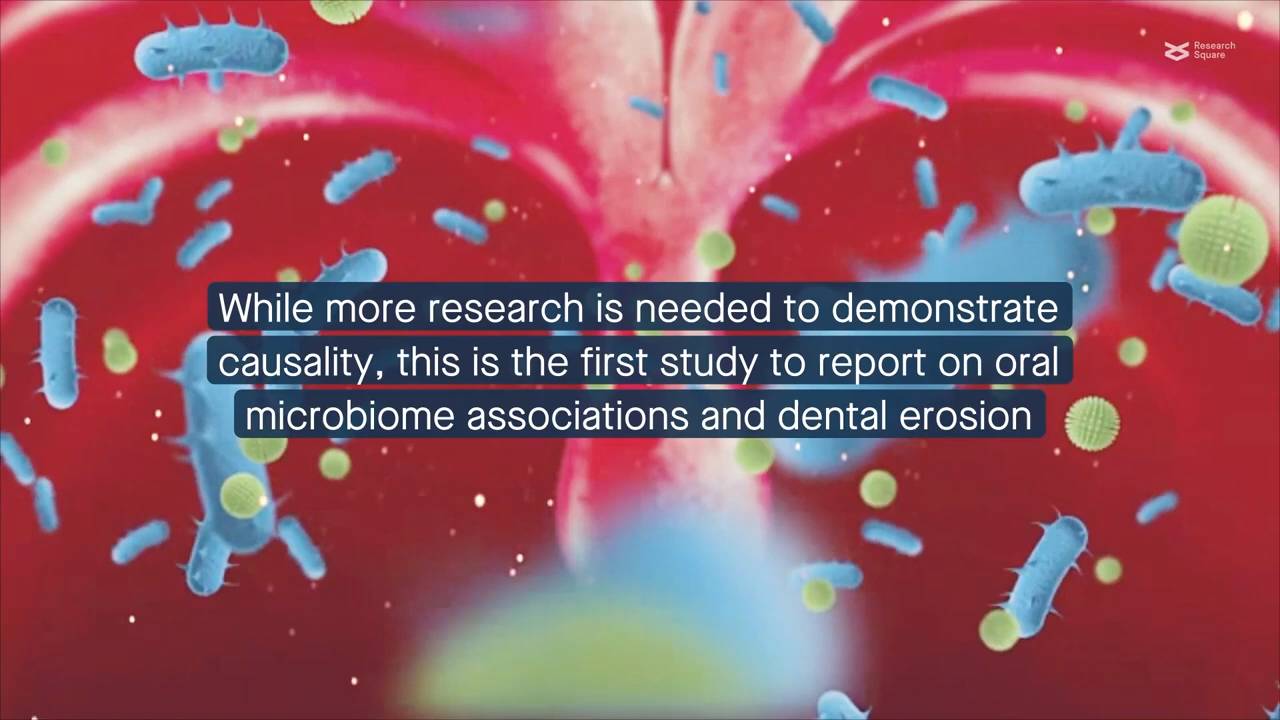 Research
Square
While more research is needed to demonstrate
causality, this is the first study to report on oral
microbiome associations and dental erosion